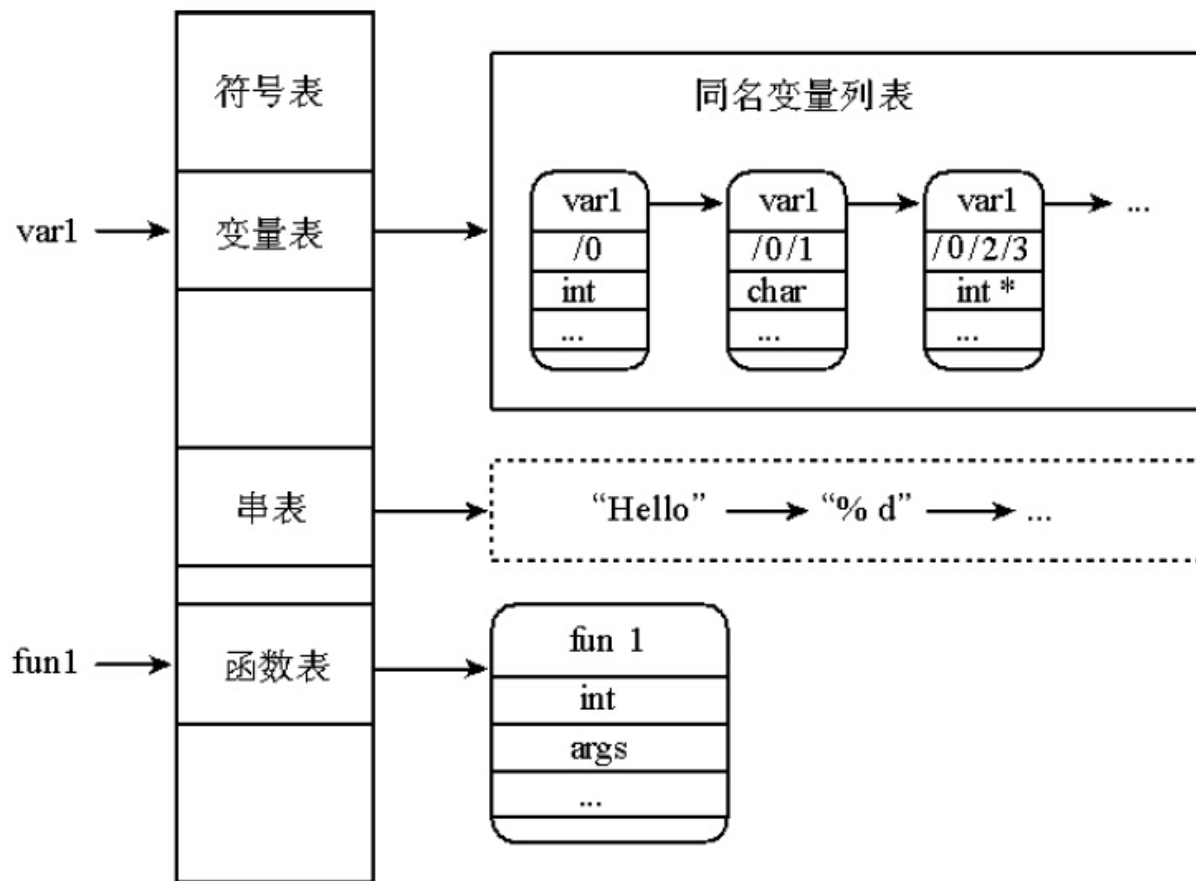 符号表
同名变量列表
var1
变量表
var1
var1
var1
...
/0
/0/1
/0/2/3
int
char
int *
...
...
...
串表
“Hello”
“% d”
...
fun1
函数表
fun 1
int
args
...